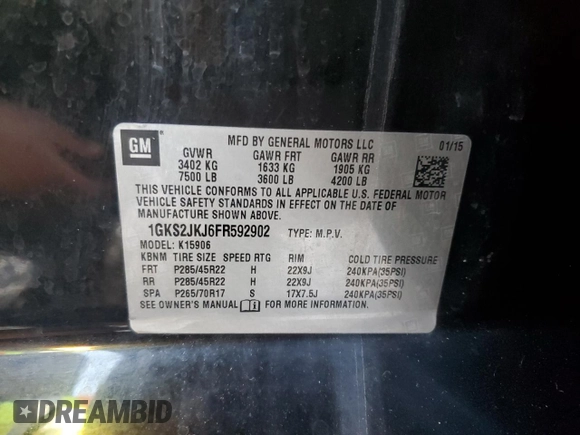 GM
MFD BY GENERAL MOTORS LLC
01/15
GVWR GAWR FRT GAWR RR
3402 KG 1633 KG 1905 KG
7500 LB 3600 LB 4200 LB
THIS VEHICLE CONFORMS TO ALL APPLICABLE U.S. FEDERAL MOTOR
VEHICLE SAFETY STANDARDS IN EFFECT ON THE DATE OF
MANUFACTURE SHOWN ABOVE.
1GKS2JKJ6FR592902 TYPE: M.P.V.
MODEL: K15906
KBNM TIRE SIZE SPEED RTG RIM COLD TIRE PRESSURE
FRT P285/45R22 H 22X9J 240KPA(35PSI)
RR P285/45R22 H 22X9J 240KPA(35PSI)
SPA P265/70R17 S 17X7.5J 240KPA(35PSI)
SEE OWNER'S MANUAL FOR MORE INFORMATION.
DREAMBID